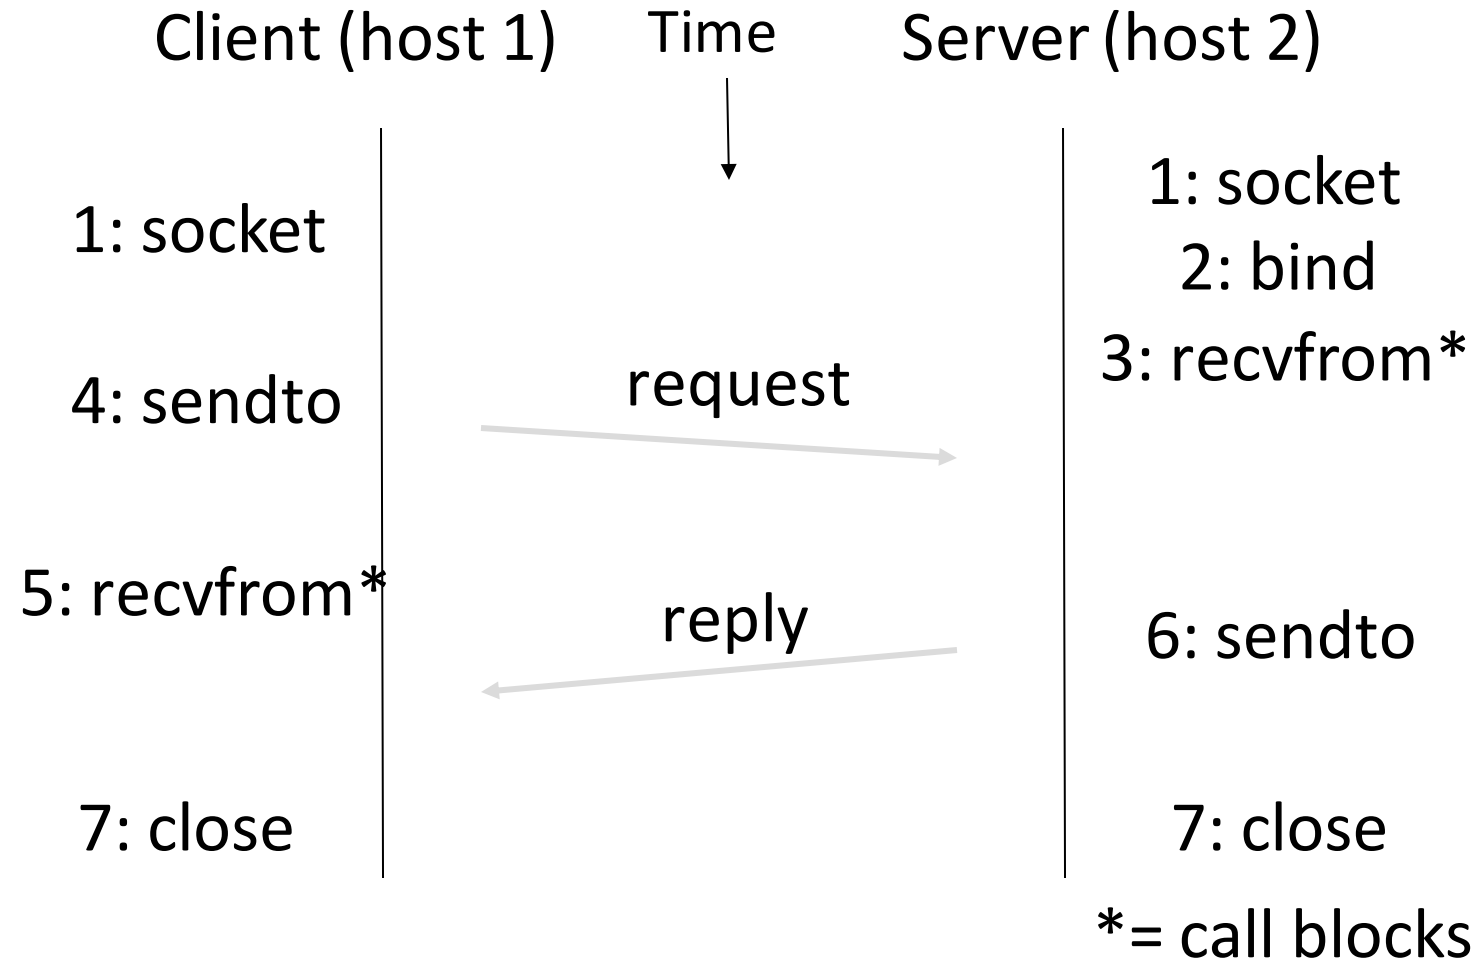 Client (host 1)
Time
Server (host 2)
1: socket
1: socket
2: bind
3: recvfrom*
4: sendto
request
5: recvfrom*
reply
6: sendto
7: close
7: close
*= call blocks